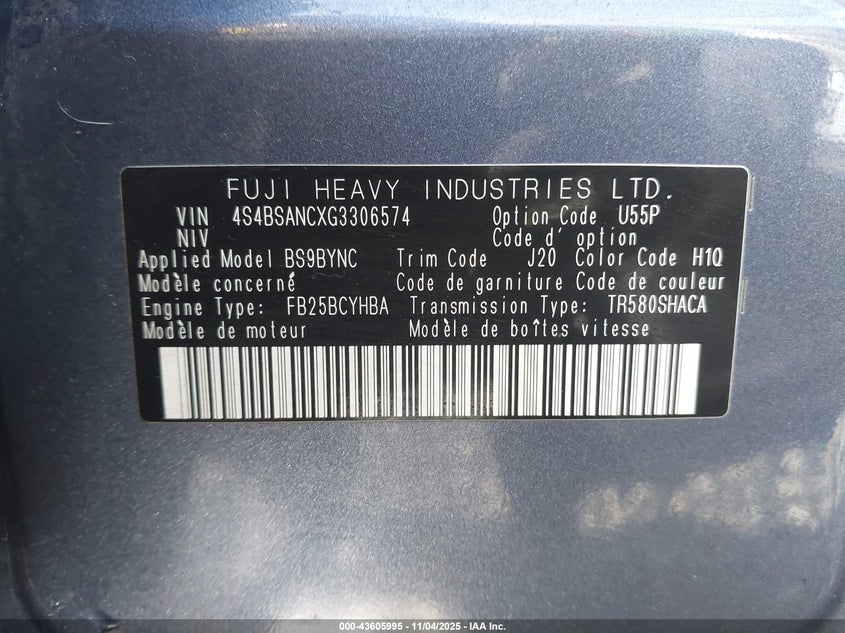 FUJI HEAVY INDUSTRIES LTD.
VIN 4S4BSANCXG3306574 Option Code U55P
NIV Code d' option
Applied Model BS9BYNC Trim Code J20 Color Code H1Q
Modèle concerné Code de garniture Code de couleur
Engine Type: FB25BCYHBA Transmission Type: TR580SHACA
Modèle de moteur Modèle de boîtes vitesse
000-43605995 - 11/04/2025 - IAA Inc.